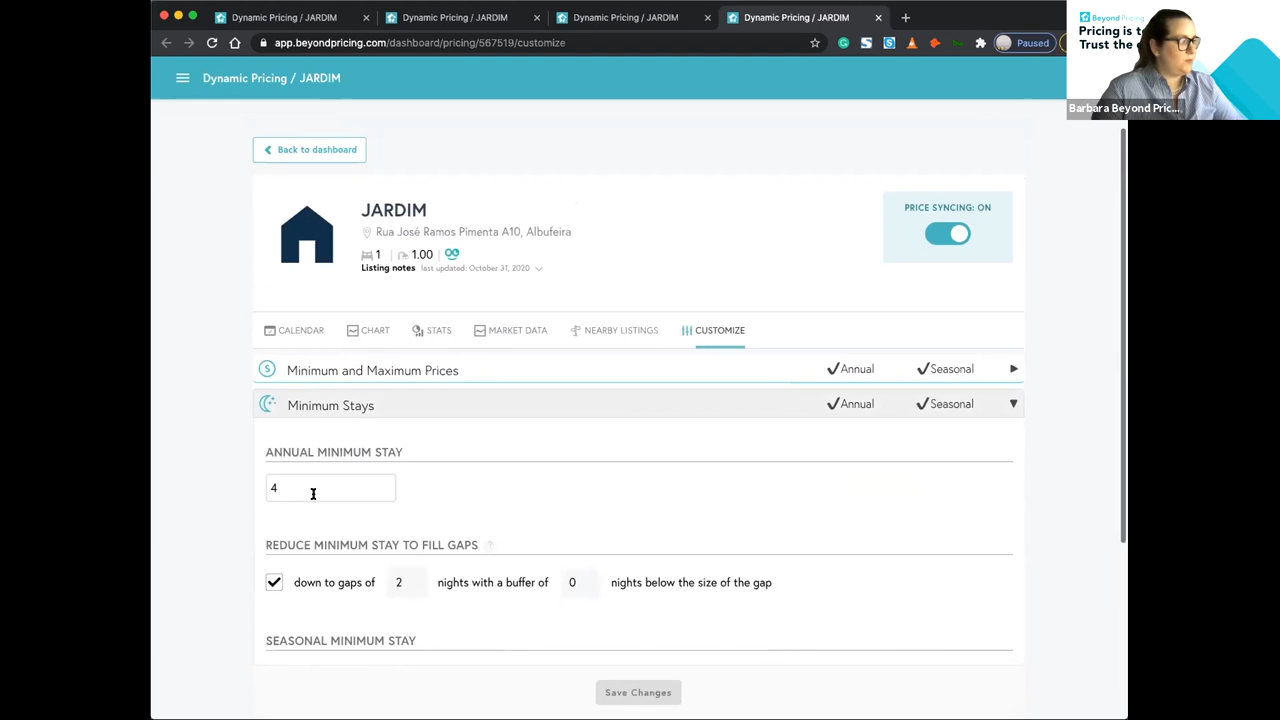 Dynamic Pricing / JARDIM
Dynamic Pricing / JARDIM
Dynamic Pricing / JARDIM
Dynamic Pricing / JARDIM
app.beyondpricing.com/dashboard/pricing/567519/customize
Paused
Dynamic Pricing / JARDIM
Beyond Pricing
Pricing is t
Trust the
Barbara Beyond Pric...
Back to dashboard
JARDIM
Rua José Ramos Pimenta A10, Albufeira
1 | 1.00 |
Listing notes last updated: October 31, 2020
PRICE SYNCING: ON
CALENDAR CHART STATS MARKET DATA NEARBY LISTINGS CUSTOMIZE
Minimum and Maximum Prices Annual Seasonal
Minimum Stays Annual Seasonal
ANNUAL MINIMUM STAY
4
REDUCE MINIMUM STAY TO FILL GAPS ?
down to gaps of 2 nights with a buffer of 0 nights below the size of the gap
SEASONAL MINIMUM STAY
Save Changes